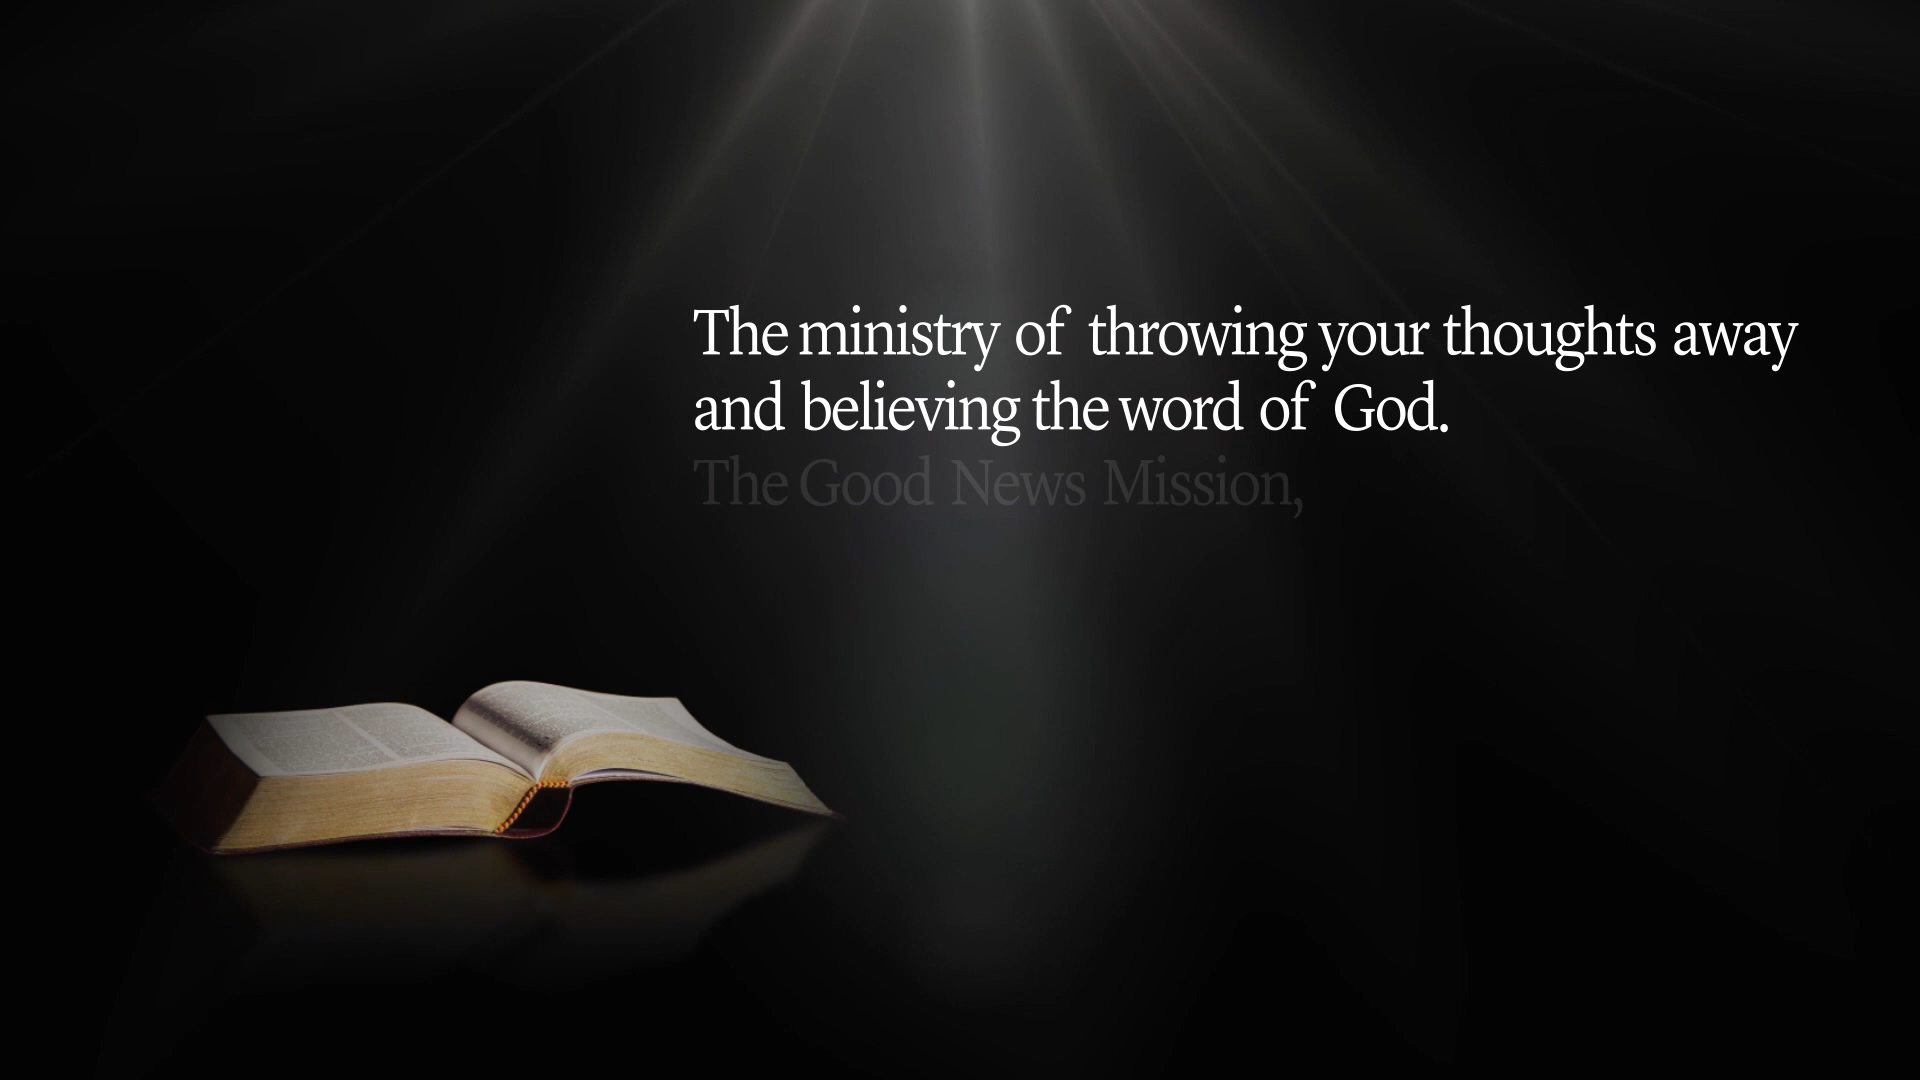 The ministry of throwing your thoughts away
and believing the word of God.
The Good News Mission,